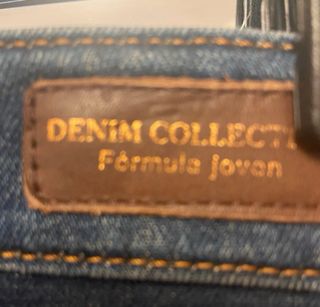 DENiM COLLECTI
Fórmula joven